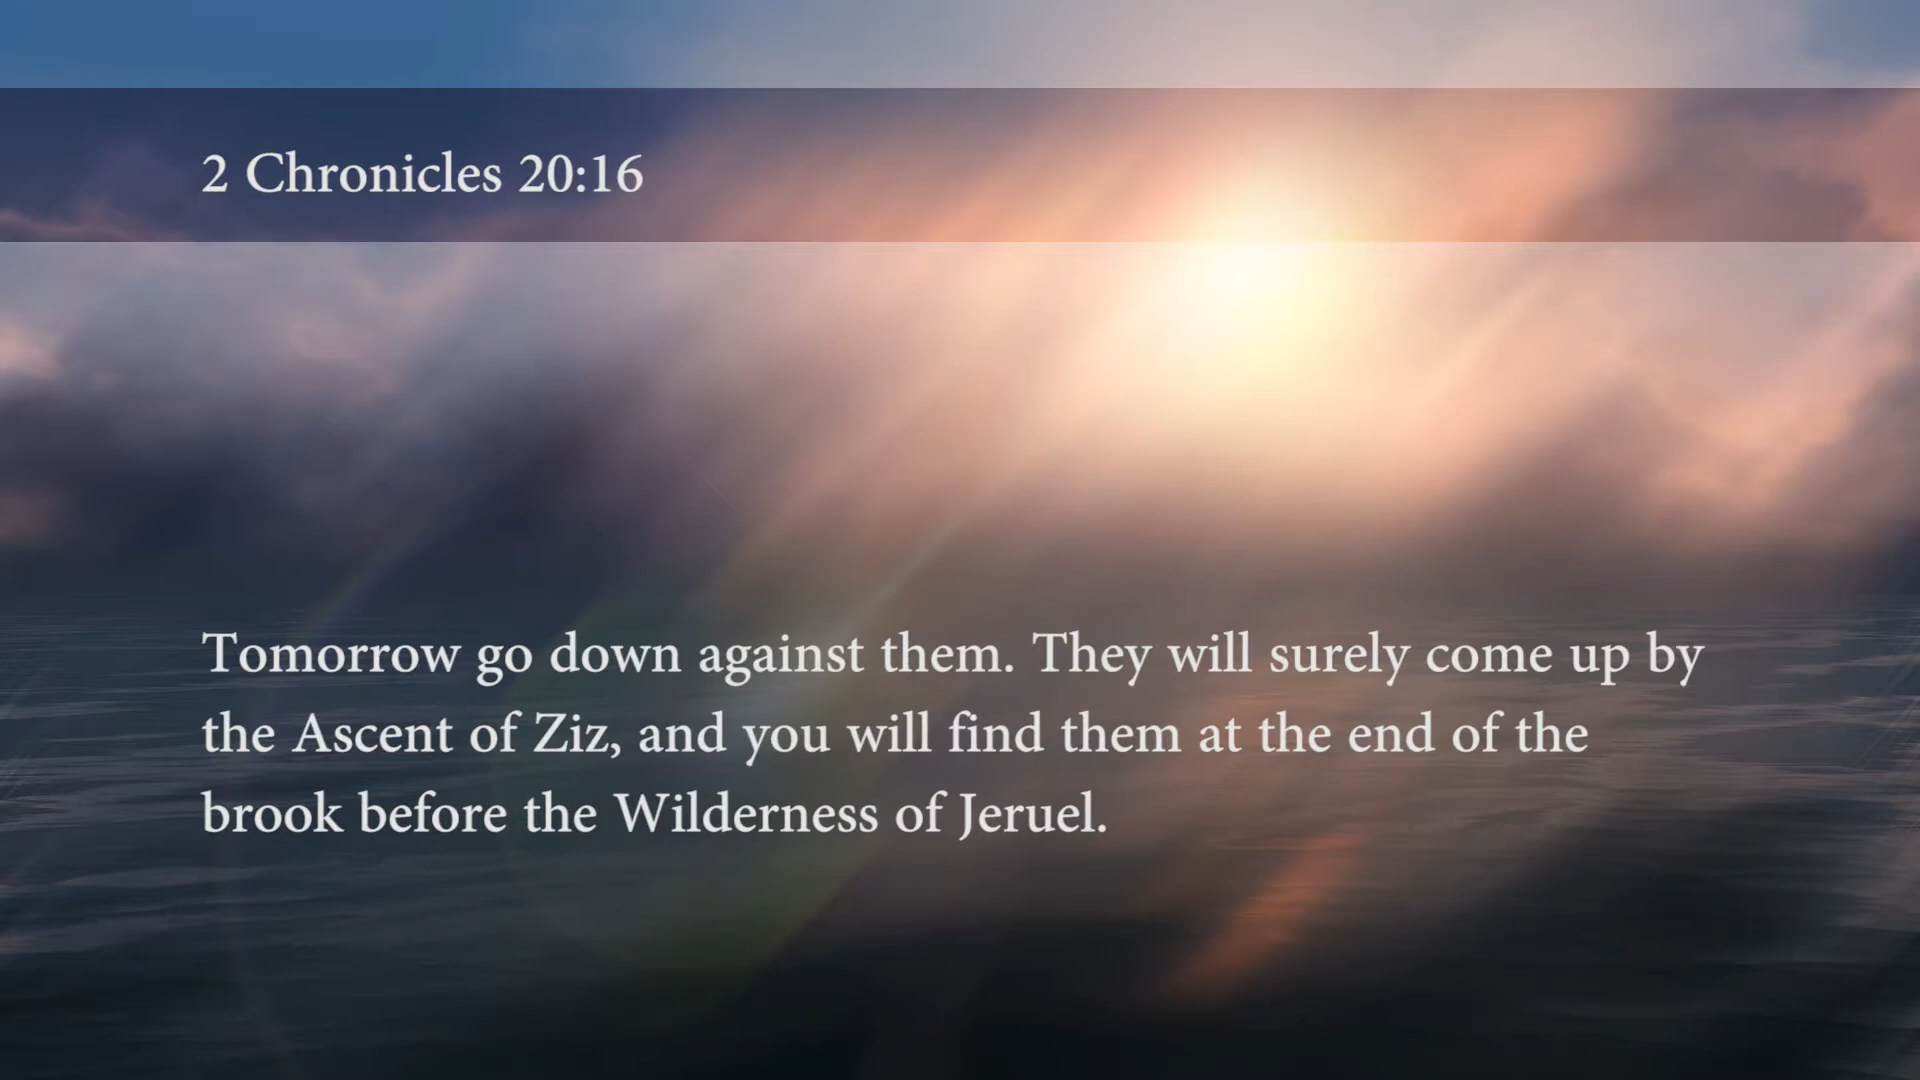 2 Chronicles 20:16
Tomorrow go down against them. They will surely come up by
the Ascent of Ziz, and you will find them at the end of the
brook before the Wilderness of Jeruel.